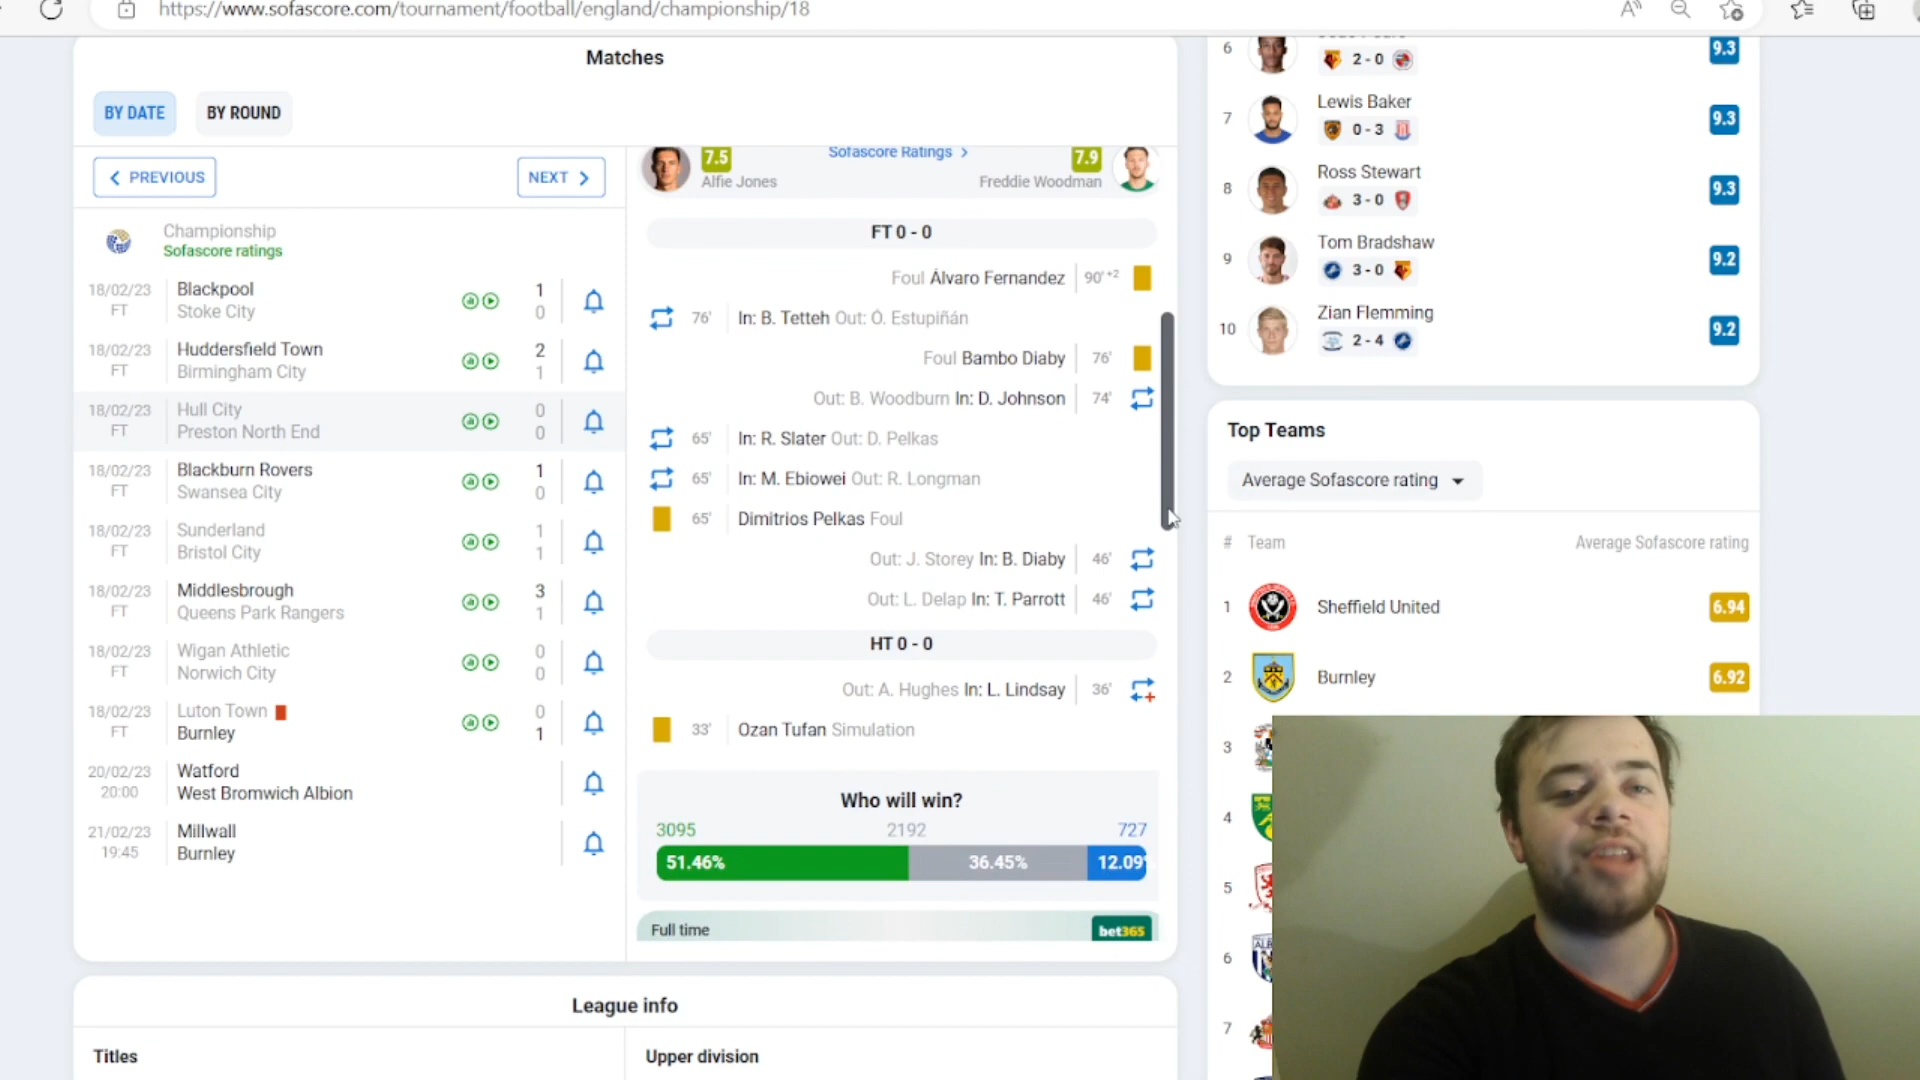 https://www.sofascore.com/tournament/football/england/championship/18
Matches
BY DATE
BY ROUND
PREVIOUS
NEXT
Championship
Sofascore ratings
18/02/23 Blackpool 1
FT Stoke City 0
18/02/23 Huddersfield Town 2
FT Birmingham City 1
18/02/23 Hull City 0
FT Preston North End 0
18/02/23 Blackburn Rovers 1
FT Swansea City 0
18/02/23 Sunderland 1
FT Bristol City 1
18/02/23 Middlesbrough 3
FT Queens Park Rangers 1
18/02/23 Wigan Athletic 0
FT Norwich City 0
18/02/23 Luton Town 0
FT Burnley 1
20/02/23 Watford
20:00 West Bromwich Albion
21/02/23 Millwall
19:45 Burnley
7.5 Sofascore Ratings > 7.9
Alfie Jones Freddie Woodman
FT 0 - 0
Foul Álvaro Fernandez 90'+2
76' In: B. Tetteh Out: Ó. Estupiñán
Foul Bambo Diaby 76'
Out: B. Woodburn In: D. Johnson 74'
65' In: R. Slater Out: D. Pelkas
65' In: M. Ebiowei Out: R. Longman
65' Dimitrios Pelkas Foul
Out: J. Storey In: B. Diaby 46'
Out: L. Delap In: T. Parrott 46'
HT 0 - 0
Out: A. Hughes In: L. Lindsay 36'
33' Ozan Tufan Simulation
Who will win?
3095 2192 727
51.46% 36.45% 12.09
Full time bet365
League info
Titles Upper division
6 2 - 0 9.3
Lewis Baker
7 0 - 3 9.3
Ross Stewart
8 3 - 0 9.3
Tom Bradshaw
9 3 - 0 9.2
Zian Flemming
10 2 - 4 9.2
Top Teams
Average Sofascore rating
# Team Average Sofascore rating
1 Sheffield United 6.94
2 Burnley 6.92
3
4
5
6
7